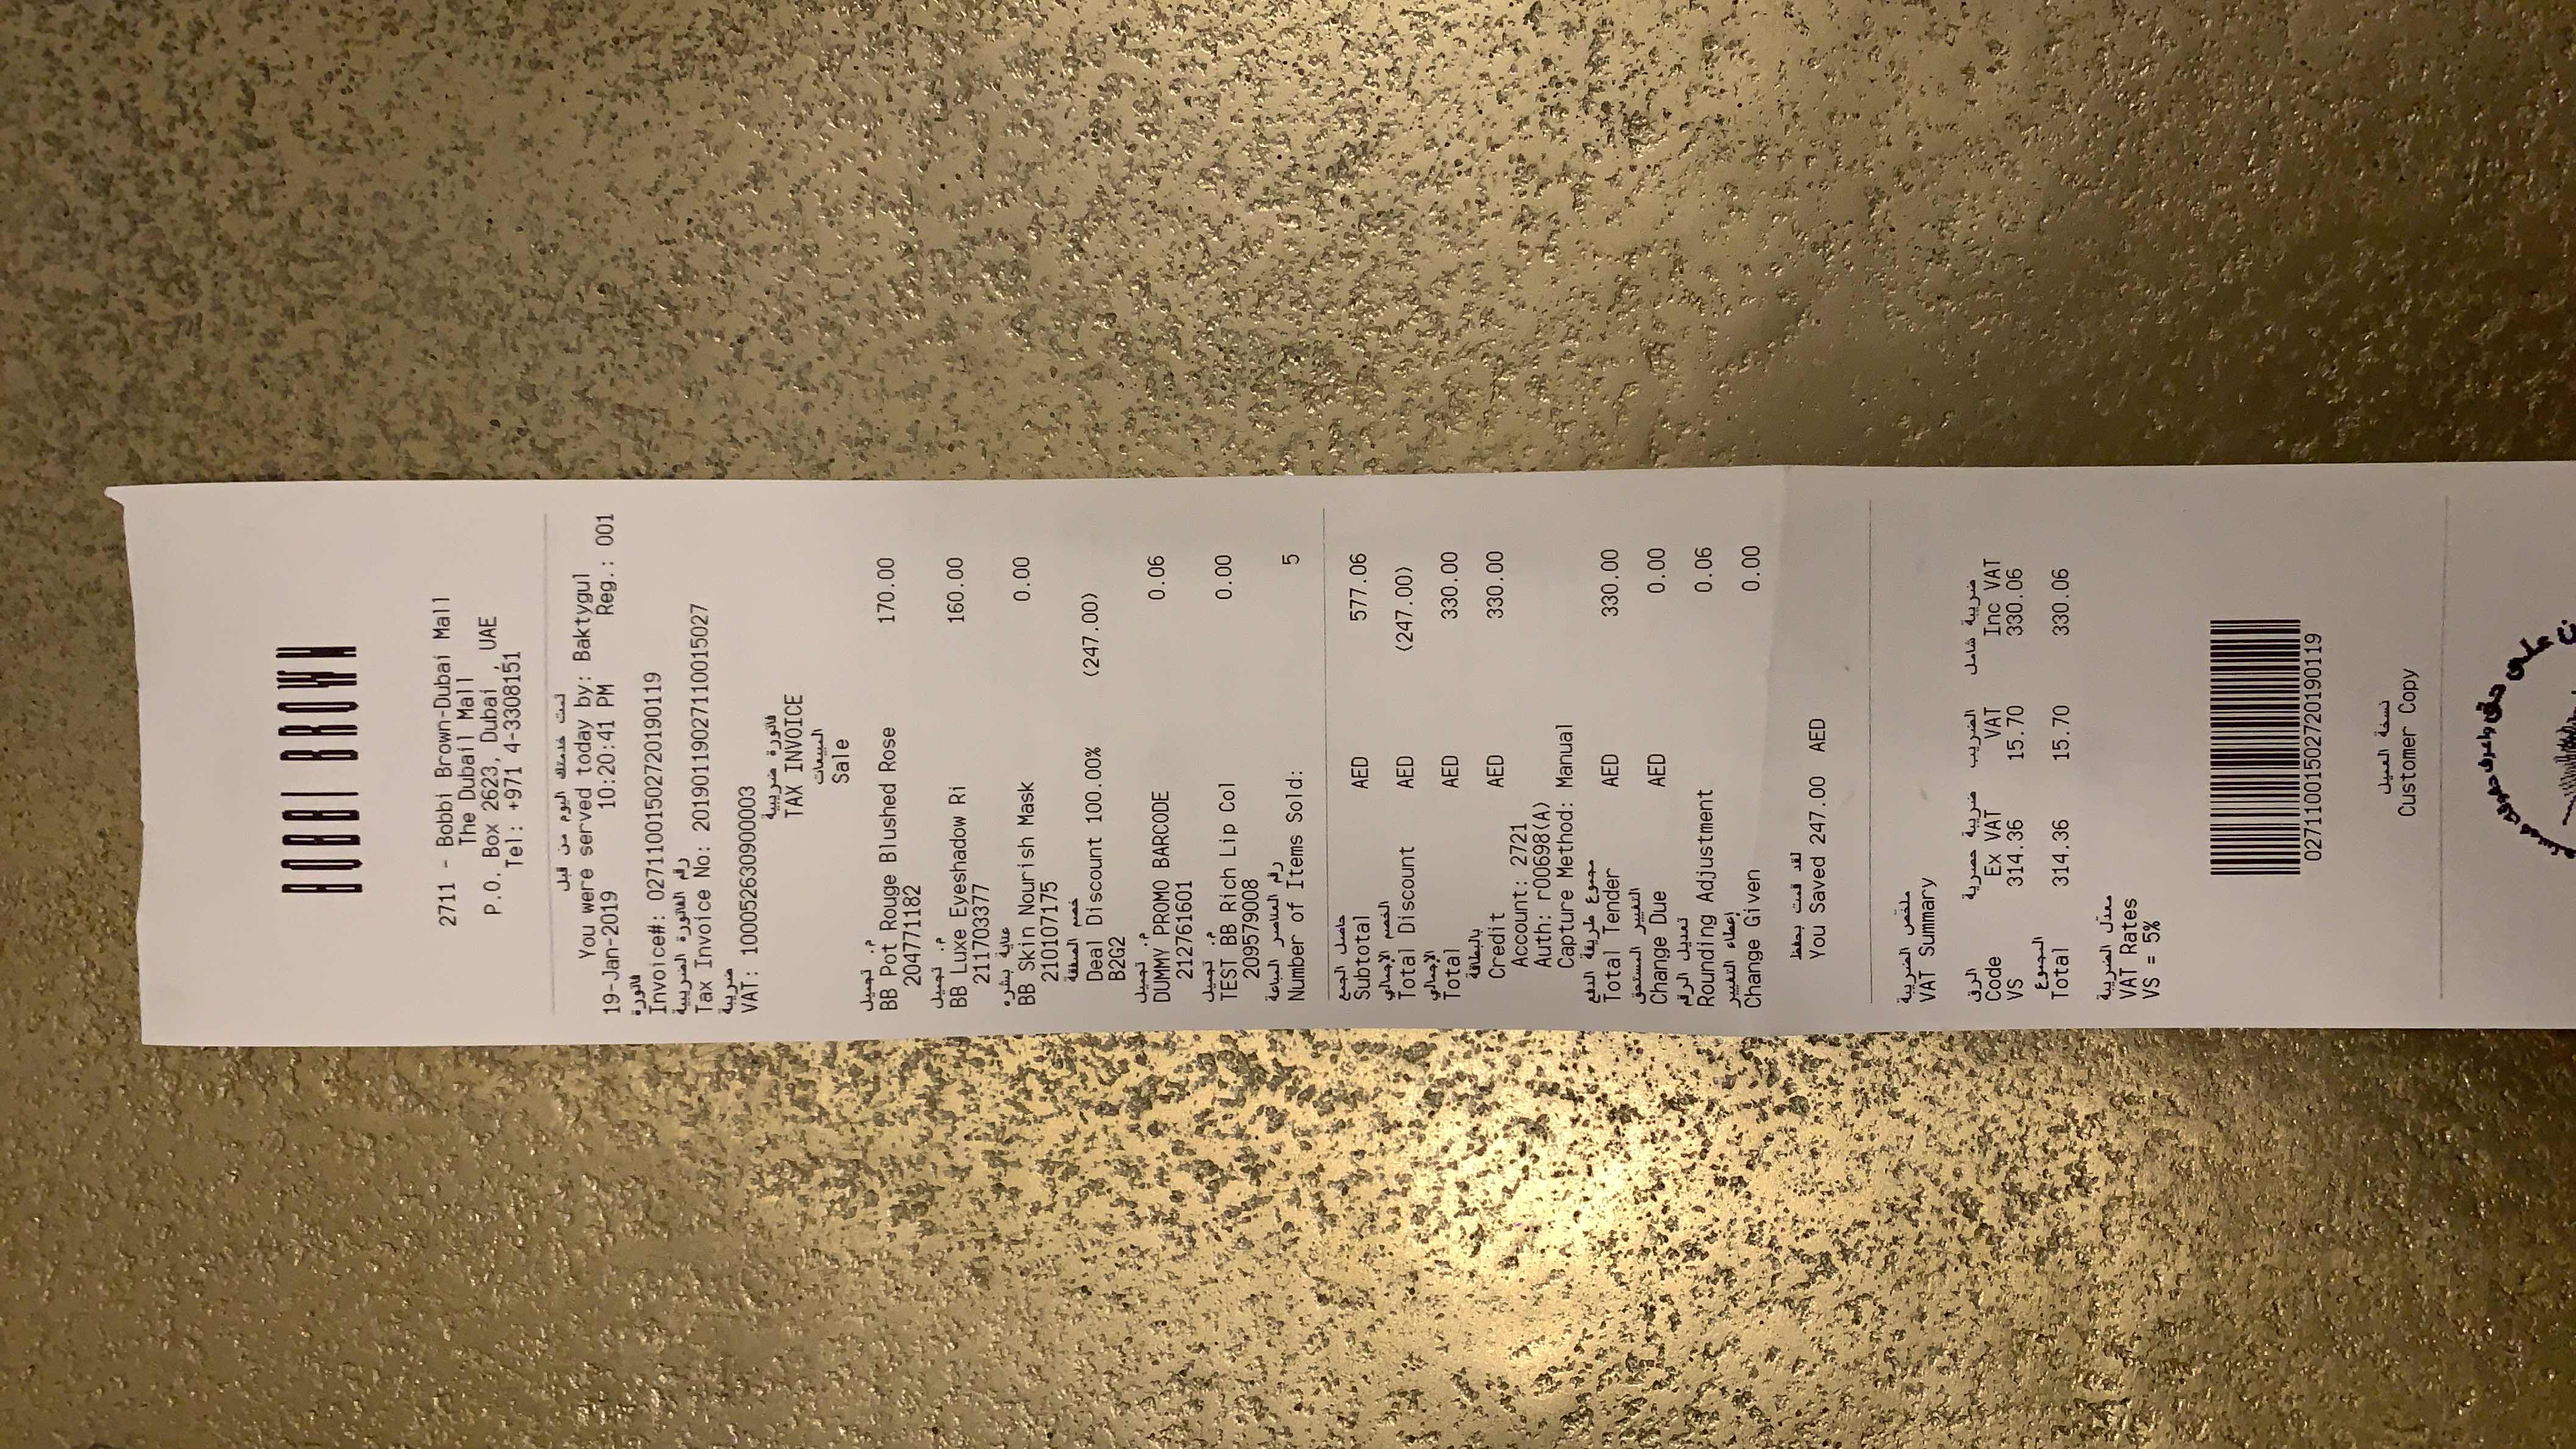 BOBBI BROWN
2711 - Bobbi Brown-Dubai Mall
The Dubail Mall
P.O. Box 2623, Dubai , UAE
Tel: +971 4-3308151
تمت خدمتك اليوم من قبل
You were served today by: Baktygul
19-Jan-2019 10:20:41 PM Reg.: 001
فاتورة
Invoice#: 02711001502720190119
رقم الفاتورة الضريبية
Tax Invoice No: 20190119027110015027
ضريبة
VAT: 100052630900003
فاتورة ضريبية
TAX INVOICE
المبيعات
Sale
م. تجميل
BB Pot Rouge Blushed Rose 170.00
204771182
م. تجميل
BB Luxe Eyeshadow Ri 160.00
211703377
عناية بشره
BB Skin Nourish Mask 0.00
210107175
خصم الصفقة
Deal Discount 100.00% (247.00)
B2G2
م. تجميل
DUMMY PROMO BARCODE 0.06
212761601
م. تجميل
TEST BB Rich Lip Col 0.00
209579008
رقم العناصر المباعة
Number of Items Sold: 5
حاصل الجمع
Subtotal AED 577.06
الخصم الإجمالي
Total Discount AED (247.00)
الإجمالي
Total AED 330.00
بالبطاقة
Credit AED 330.00
Account: 2721
Auth: r00698(A)
Capture Method: Manual
مجموع طريقة الدفع
Total Tender AED 330.00
التغيير المستحق
Change Due AED 0.00
تعديل الرقم
Rounding Adjustment 0.06
إعطاء التغيير
Change Given 0.00
لقد قمت بحفظ
You Saved 247.00 AED
ملخّص الضريبة
VAT Summary
الرق ضريبة حصرية الضريب ضريبة شامل
Code Ex VAT VAT Inc VAT
VS 314.36 15.70 330.06
المجموع
Total 314.36 15.70 330.06
معدّل الضريبة
VAT Rates
VS = 5%
02711001502720190119
نسخة العميل
Customer Copy
على حق واعرف حقوقك